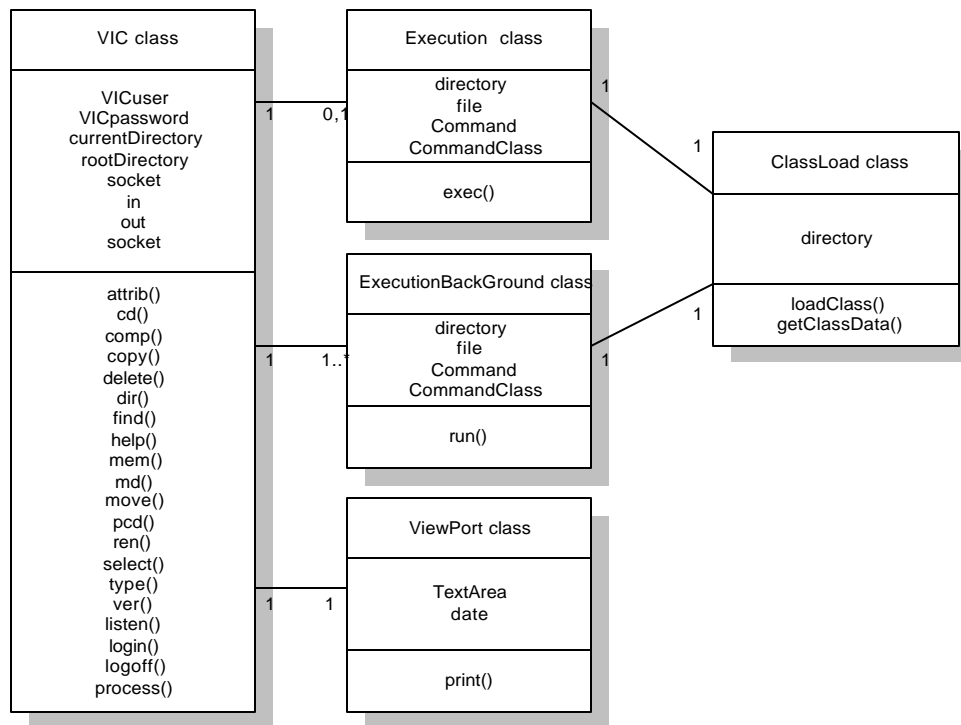 VIC class
VICuser
VICpassword
currentDirectory
rootDirectory
socket
in
out
socket
attrib()
cd()
comp()
copy()
delete()
dir()
find()
help()
mem()
md()
move()
pcd()
ren()
select()
type()
ver()
listen()
login()
logoff()
process()
1
0,1
1
1..*
1
1
Execution class
directory
file
Command
CommandClass
exec()
1
1
ExecutionBackGround class
directory
file
Command
CommandClass
run()
1
1
ViewPort class
TextArea
date
print()
ClassLoad class
directory
loadClass()
getClassData()